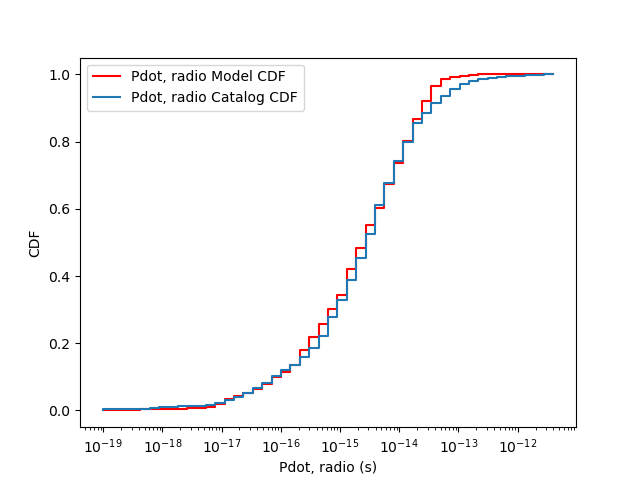 Pdot, radio Model CDF
Pdot, radio Catalog CDF
CDF
1.0
0.8
0.6
0.4
0.2
0.0
10⁻¹⁹ 10⁻¹⁸ 10⁻¹⁷ 10⁻¹⁶ 10⁻¹⁵ 10⁻¹⁴ 10⁻¹³ 10⁻¹²
Pdot, radio (s)